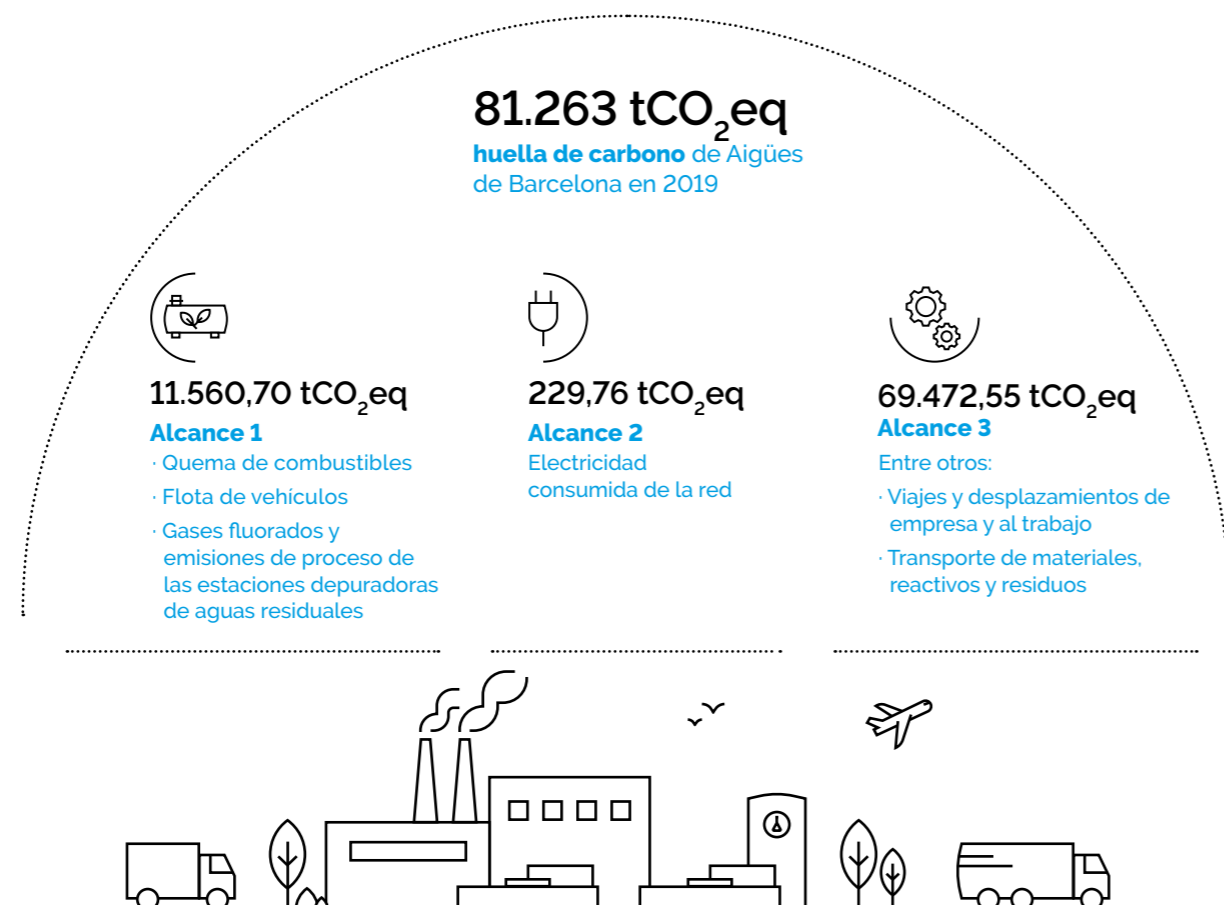 81.263 tCO₂eq
huella de carbono de Aigües
de Barcelona en 2019
11.560,70 tCO₂eq
Alcance 1
· Quema de combustibles
· Flota de vehículos
· Gases fluorados y
emisiones de proceso de
las estaciones depuradoras
de aguas residuales
229,76 tCO₂eq
Alcance 2
Electricidad
consumida de la red
69.472,55 tCO₂eq
Alcance 3
Entre otros:
· Viajes y desplazamientos de
empresa y al trabajo
· Transporte de materiales,
reactivos y residuos